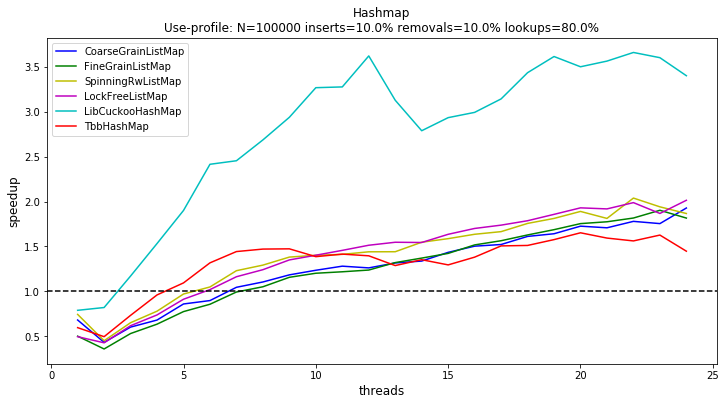 Hashmap
Use-profile: N=100000 inserts=10.0% removals=10.0% lookups=80.0%
CoarseGrainListMap
FineGrainListMap
SpinningRwListMap
LockFreeListMap
LibCuckooHashMap
TbbHashMap
speedup
3.5
3.0
2.5
2.0
1.5
1.0
0.5
0 5 10 15 20 25
threads